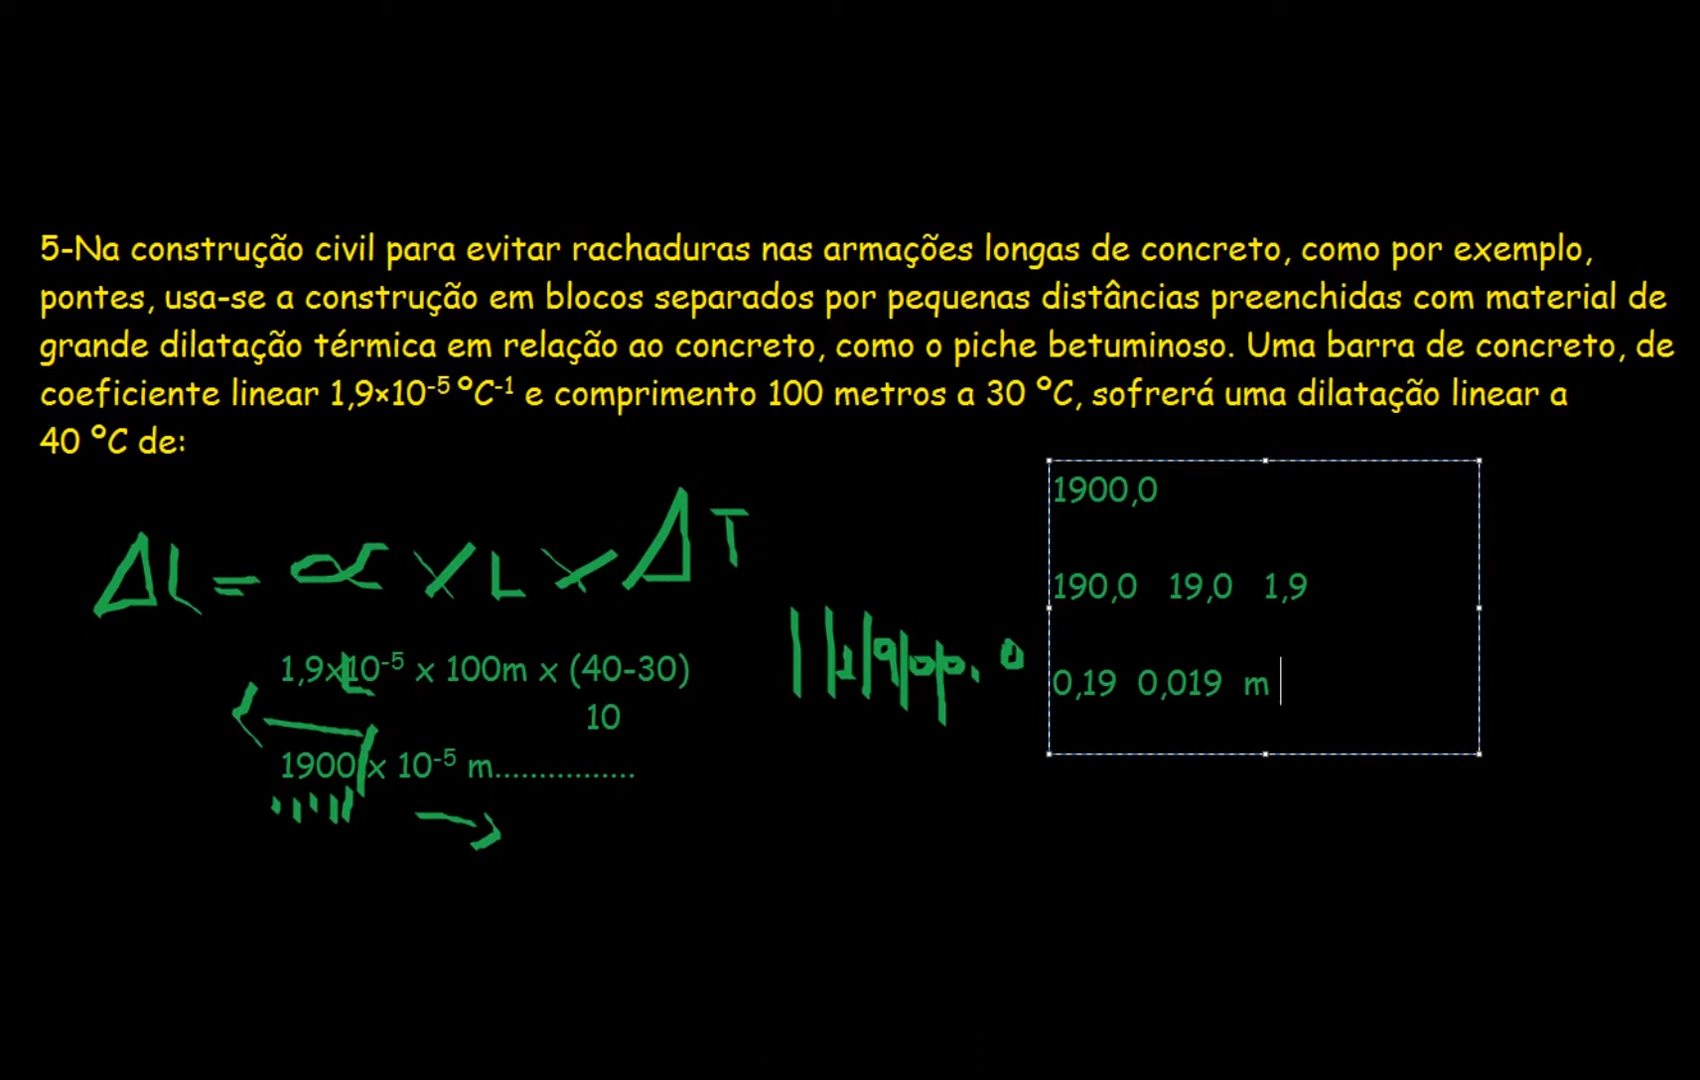 5-Na construção civil para evitar rachaduras nas armações longas de concreto, como por exemplo,
pontes, usa-se a construção em blocos separados por pequenas distâncias preenchidas com material de
grande dilatação térmica em relação ao concreto, como o piche betuminoso. Uma barra de concreto, de
coeficiente linear 1,9×10⁻⁵ ºC⁻¹ e comprimento 100 metros a 30 ºC, sofrerá uma dilatação linear a
40 ºC de:
ΔL = α x L x ΔT
1,9x10⁻⁵ x 100m x (40-30)
10
1900 x 10⁻⁵ m................
1900,0
190,0 19,0 1,9
0,19 0,019 m